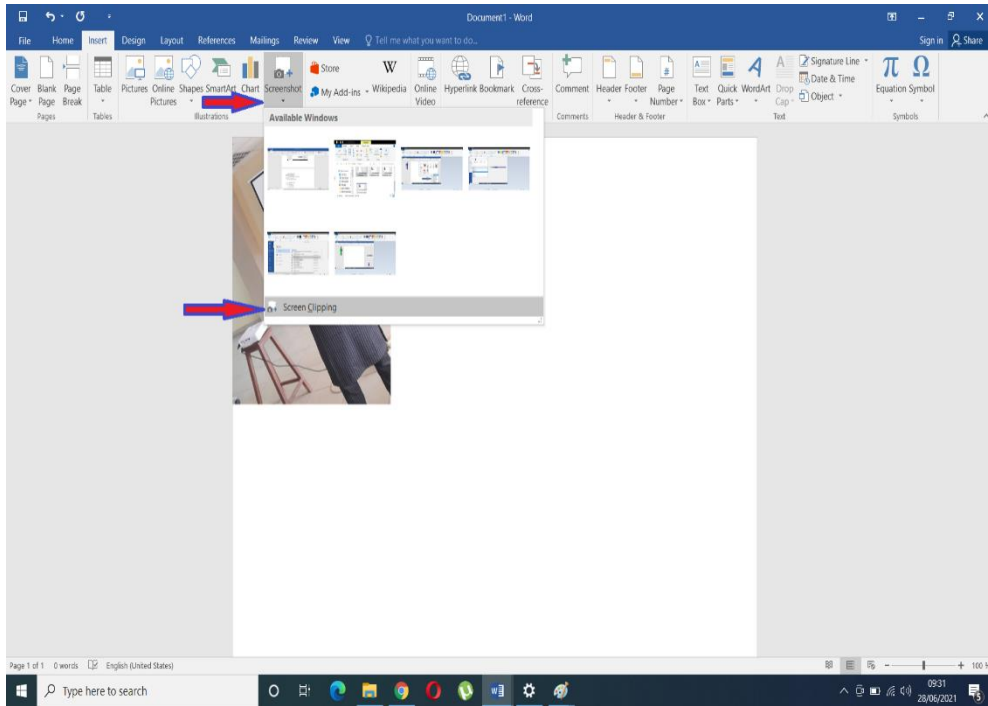 Document1 - Word
File Home Insert Design Layout References Mailings Review View Tell me what you want to do... Sign in Share
Cover Page Blank Page Page Break Table Pictures Online Pictures Shapes SmartArt Chart Screenshot
Store
My Add-ins
Wikipedia Online Video Hyperlink Bookmark Cross-reference Comment Header Footer Page Number Text Box Quick Parts WordArt Drop Cap
Signature Line
Date & Time
Object
Equation Symbol
Pages Tables Illustrations Comments Header & Footer Text Symbols
Available Windows
Screen Clipping
Page 1 of 1 0 words English (United States) 100
Type here to search
09:31
28/06/2021
5